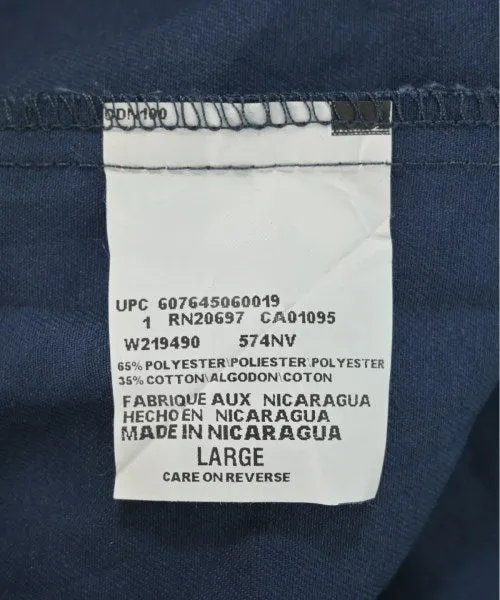 UPC 607645060019
1 RN20697 CA01095
W219490 574NV
65% POLYESTER\POLIESTER\POLYESTER
35% COTTON\ALGODON\COTON
FABRIQUE AUX NICARAGUA
HECHO EN NICARAGUA
MADE IN NICARAGUA
LARGE
CARE ON REVERSE